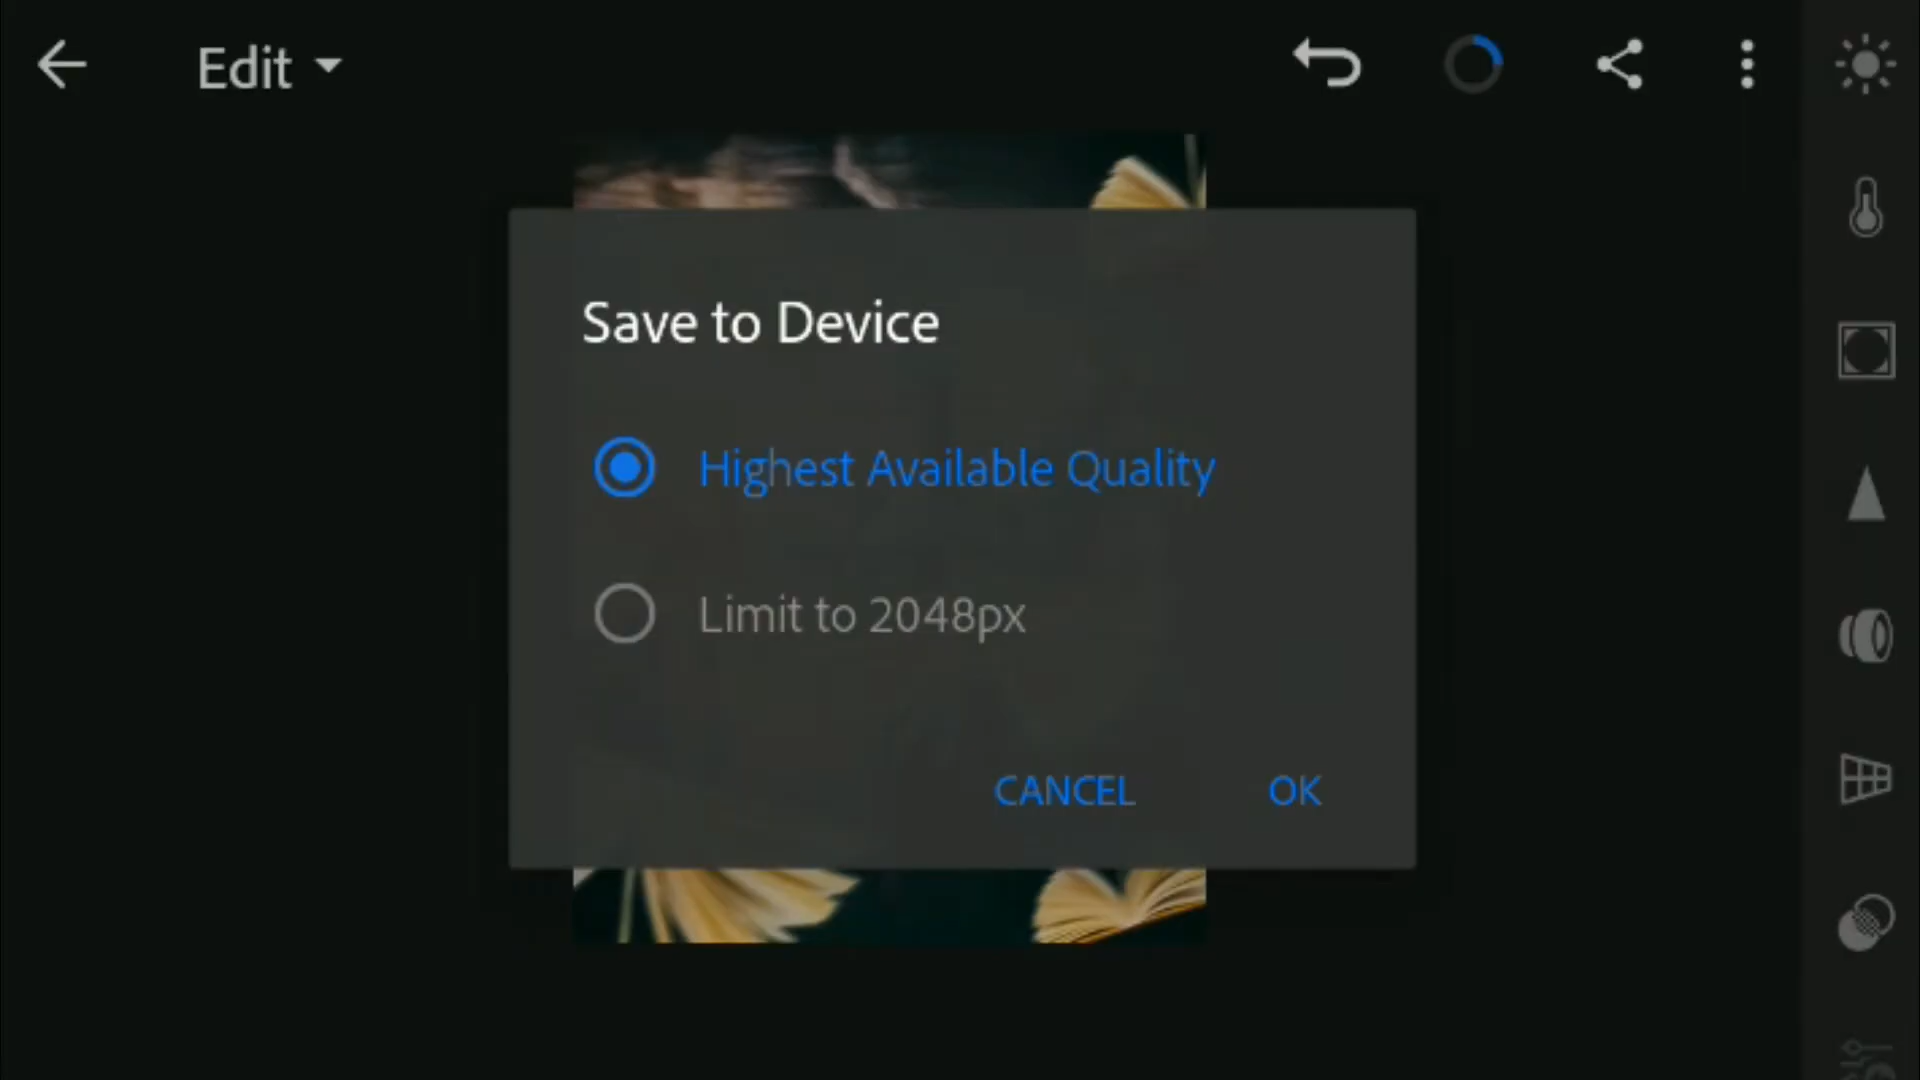 Edit
Save to Device
Highest Available Quality
Limit to 2048px
CANCEL OK